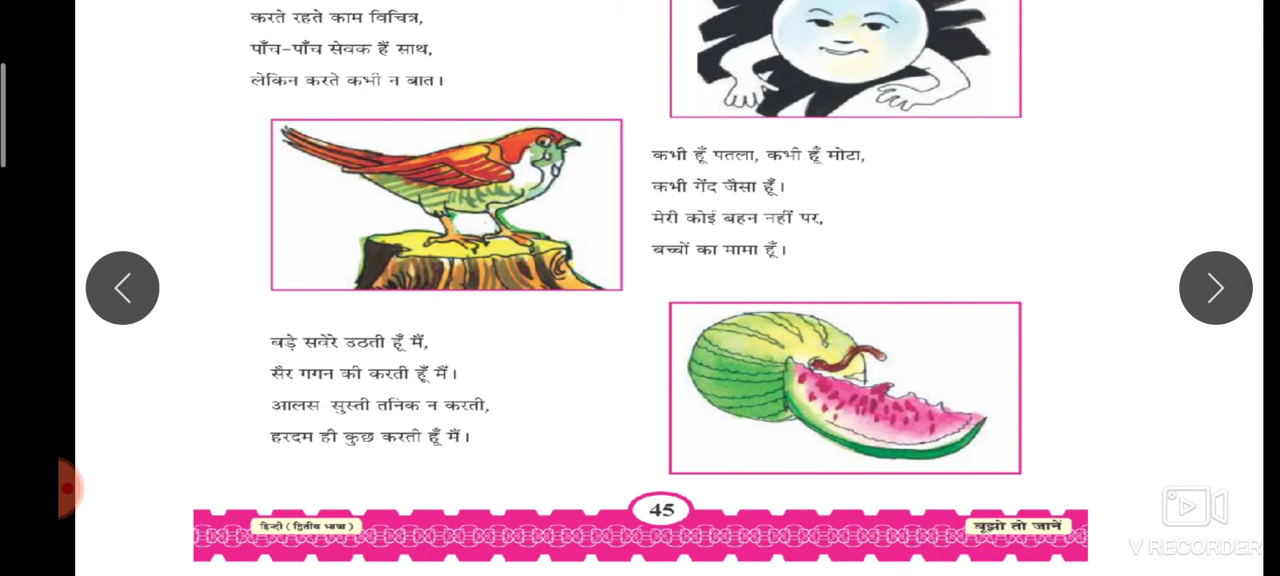 करते रहते काम विचित्र,
पाँच-पाँच सेवक हैं साथ,
लेकिन करते कभी न बात।
कभी हूँ पतला, कभी हूँ मोटा,
कभी गेंद जैसा हूँ।
मेरी कोई बहन नहीं पर,
बच्चों का मामा हूँ।
बड़े सवेरे उठती हूँ मैं,
सैर गगन की करती हूँ मैं।
आलस सुस्ती तनिक न करती,
हरदम ही कुछ करती हूँ मैं।
हिन्दी (द्वितीय भाषा)
45
बूझो तो जानें
V RECORDER